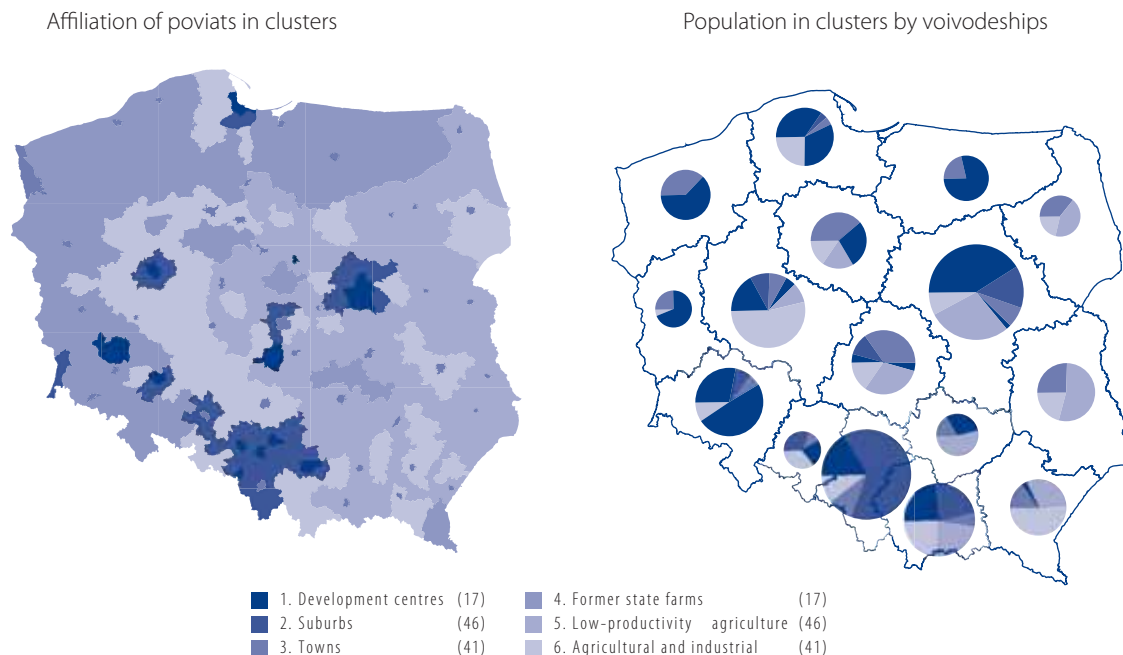 Affiliation of poviats in clusters
Population in clusters by voivodeships
1. Development centres (17)
2. Suburbs (46)
3. Towns (41)
4. Former state farms (17)
5. Low-productivity agriculture (46)
6. Agricultural and industrial (41)